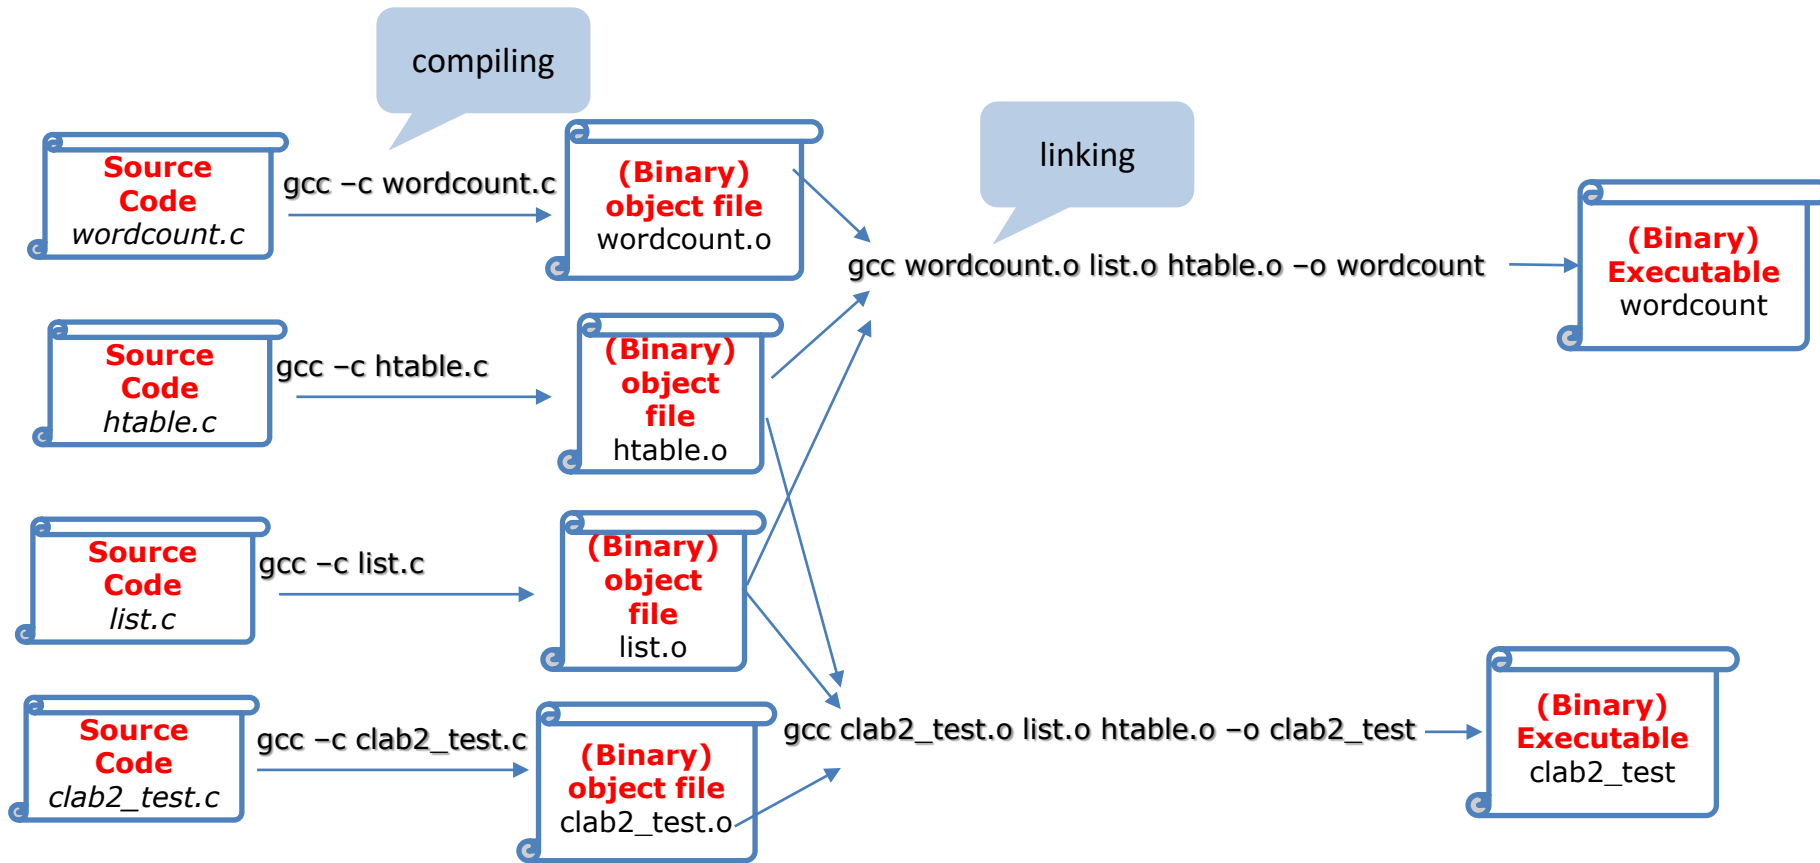 compiling
linking
Source
Code
wordcount.c
gcc –c wordcount.c
(Binary)
object file
wordcount.o
gcc wordcount.o list.o htable.o –o wordcount
(Binary)
Executable
wordcount
Source
Code
htable.c
gcc –c htable.c
(Binary)
object
file
htable.o
Source
Code
list.c
gcc –c list.c
(Binary)
object
file
list.o
Source
Code
clab2_test.c
gcc –c clab2_test.c
(Binary)
object file
clab2_test.o
gcc clab2_test.o list.o htable.o –o clab2_test
(Binary)
Executable
clab2_test